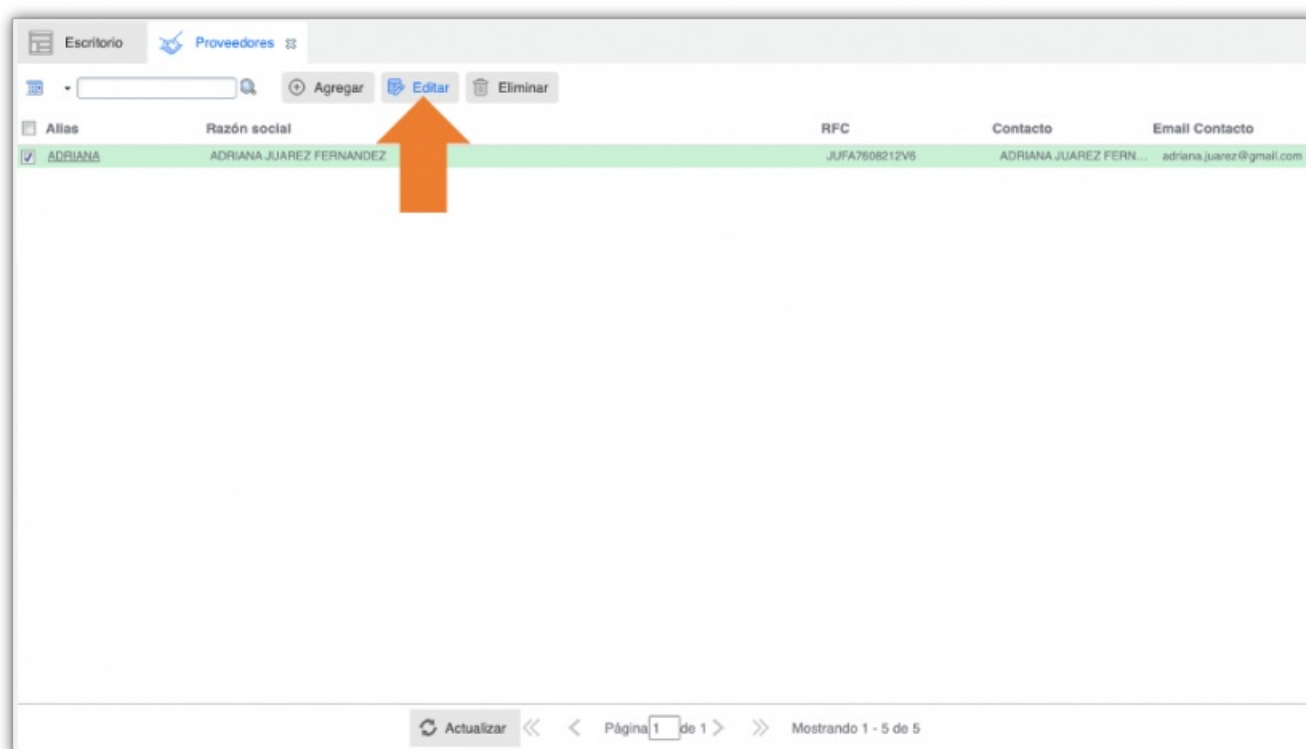 Escritorio Proveedores
Agregar Editar Eliminar
Alias Razón social RFC Contacto Email Contacto
ADRIANA ADRIANA JUAREZ FERNANDEZ JUFA7608212V6 ADRIANA JUAREZ FERN... adriana.juarez@gmail.com
Actualizar Página 1 de 1 Mostrando 1 - 5 de 5